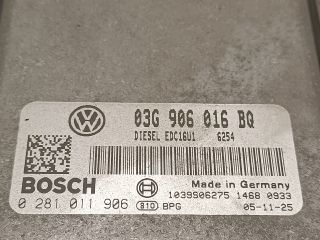 03G 906 016 BQ
DIESEL EDC16U1 6254
BOSCH
Made in Germany
1039S06275 1468 0933
0 281 011 906 810 BPG 05-11-25